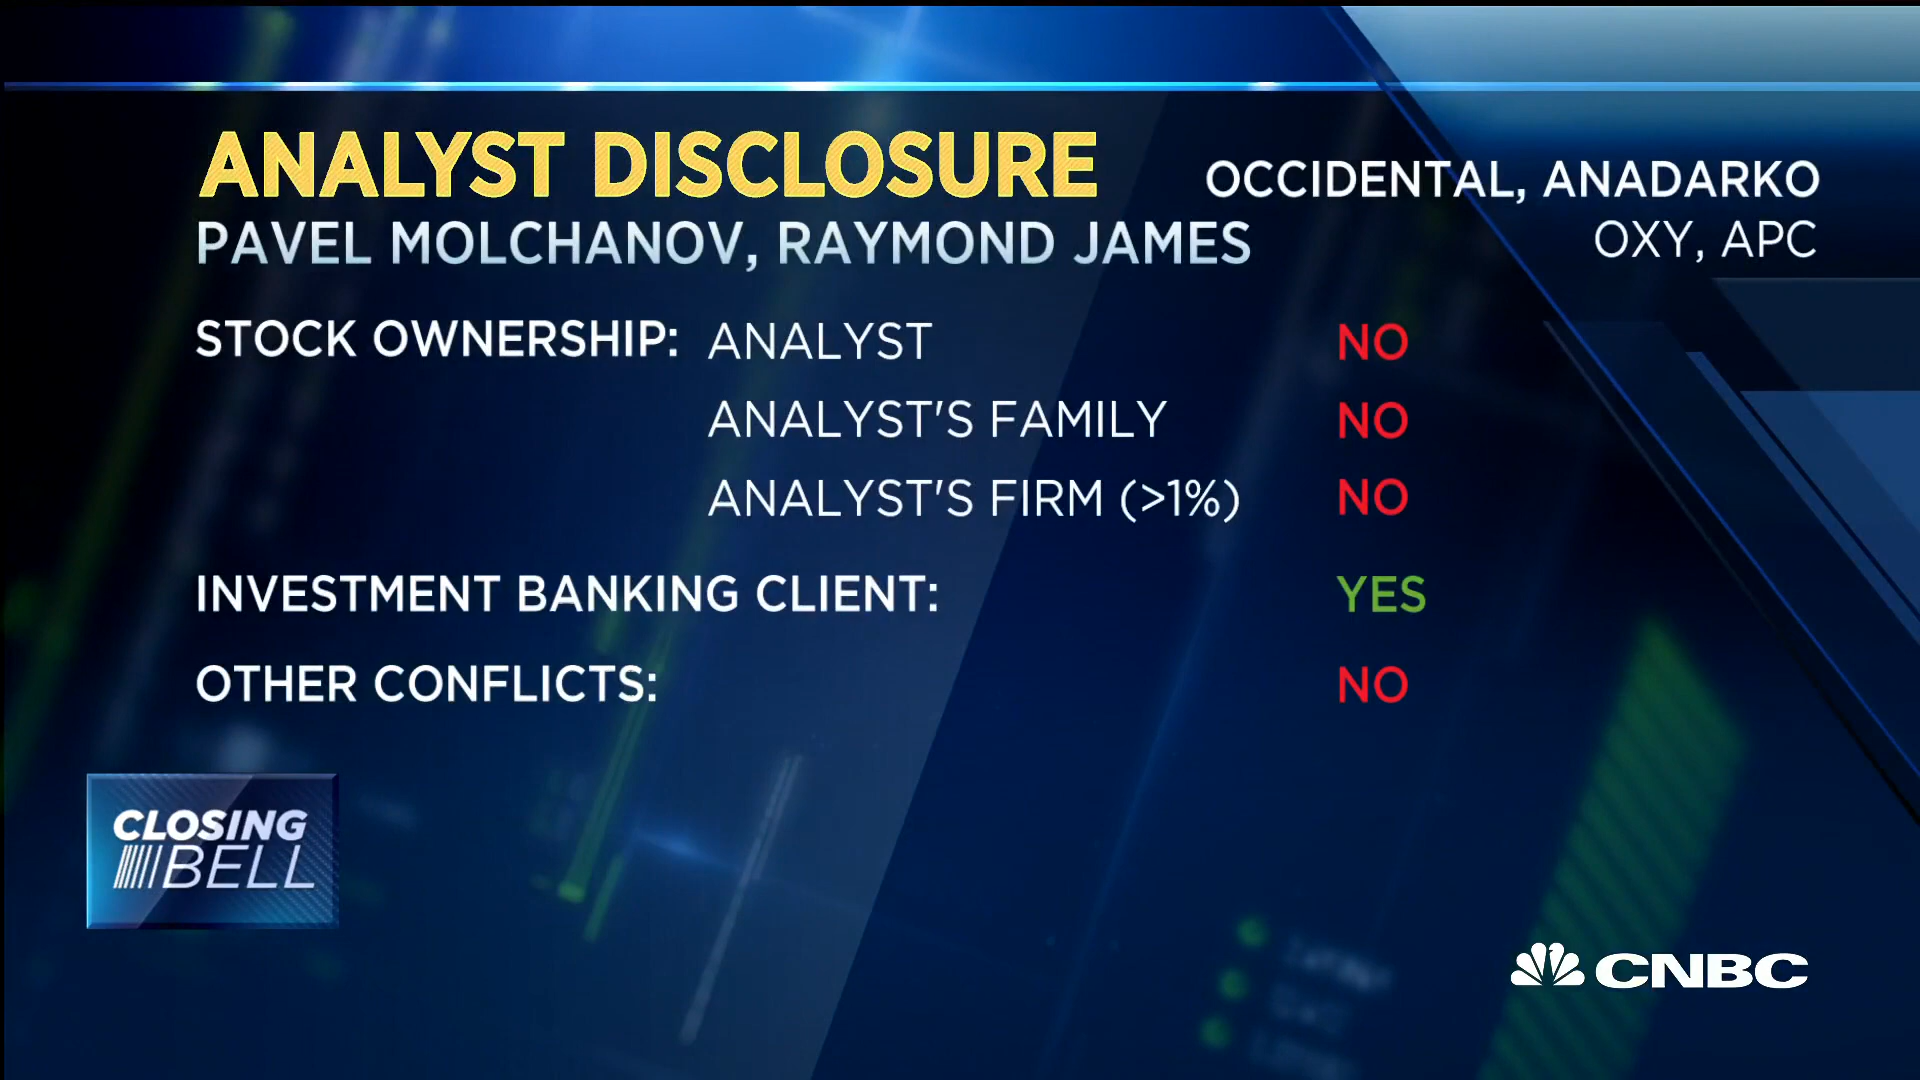 ANALYST DISCLOSURE
OCCIDENTAL, ANADARKO
PAVEL MOLCHANOV, RAYMOND JAMES
OXY, APC
STOCK OWNERSHIP: ANALYST NO
ANALYST'S FAMILY NO
ANALYST'S FIRM (>1%) NO
INVESTMENT BANKING CLIENT: YES
OTHER CONFLICTS: NO
CLOSING
BELL
CNBC